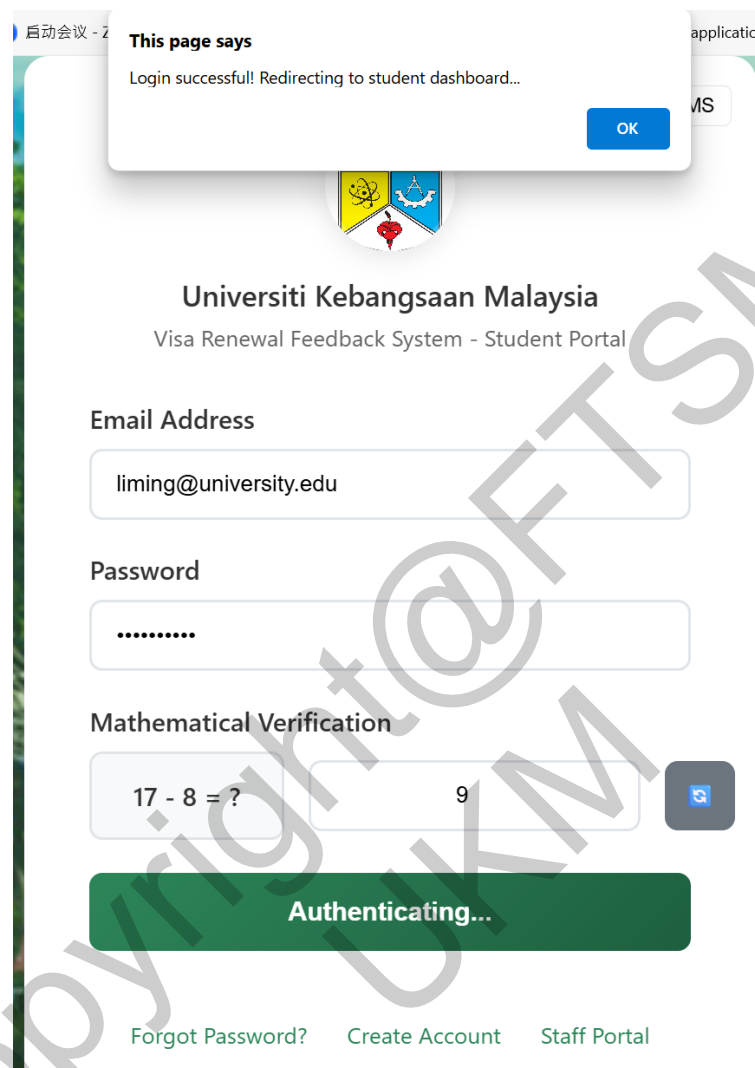 启动会议 - Z
applicatio
This page says
Login successful! Redirecting to student dashboard...
OK
MS
Universiti Kebangsaan Malaysia
Visa Renewal Feedback System - Student Portal
Email Address
liming@university.edu
Password
••••••••••
Mathematical Verification
17 - 8 = ?
9
Authenticating...
Forgot Password? Create Account Staff Portal
opyright@FTSM
UKM